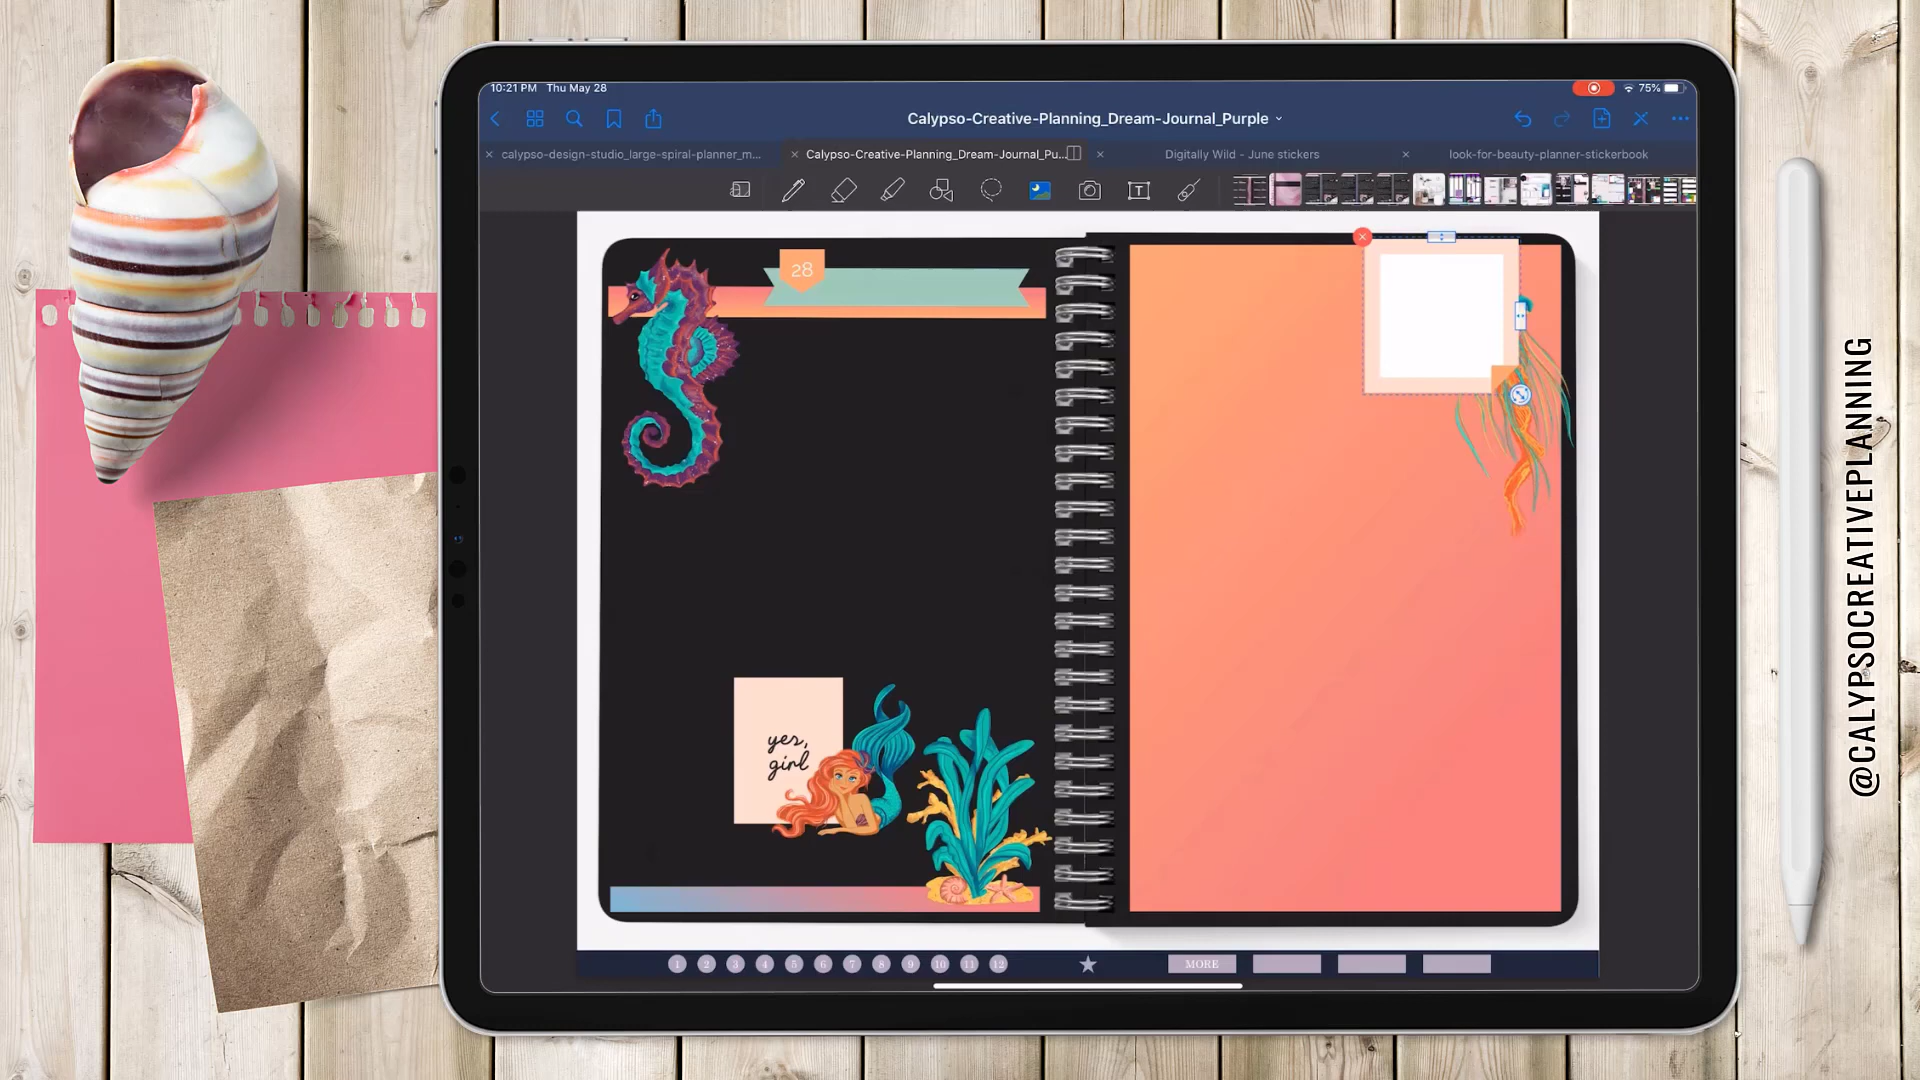 10:21 PM Thu May 28
75%
Calypso-Creative-Planning_Dream-Journal_Purple
calypso-design-studio_large-spiral-planner_m...
Calypso-Creative-Planning_Dream-Journal_Pu...
Digitally Wild - June stickers
look-for-beauty-planner-stickerbook
28
yes,
girl
1 2 3 4 5 6 7 8 9 10 11 12
MORE
@CALYPSOCREATIVEPLANNING